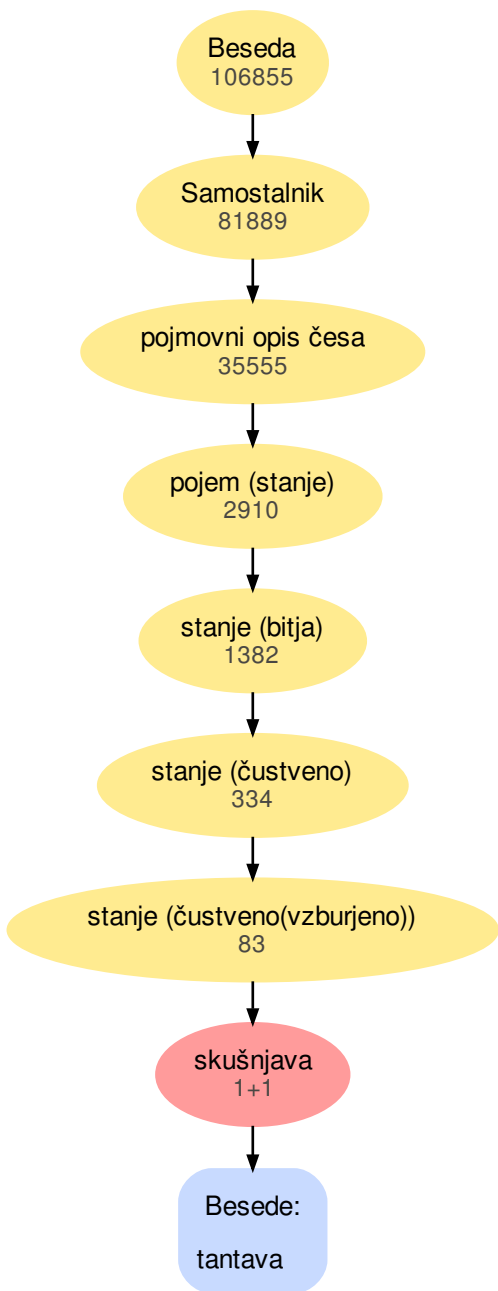 Beseda
106855
Samostalnik
81889
pojmovni opis česa
35555
pojem (stanje)
2910
stanje (bitja)
1382
stanje (čustveno)
334
stanje (čustveno(vzburjeno))
83
skušnjava
1+1
Besede:
tantava